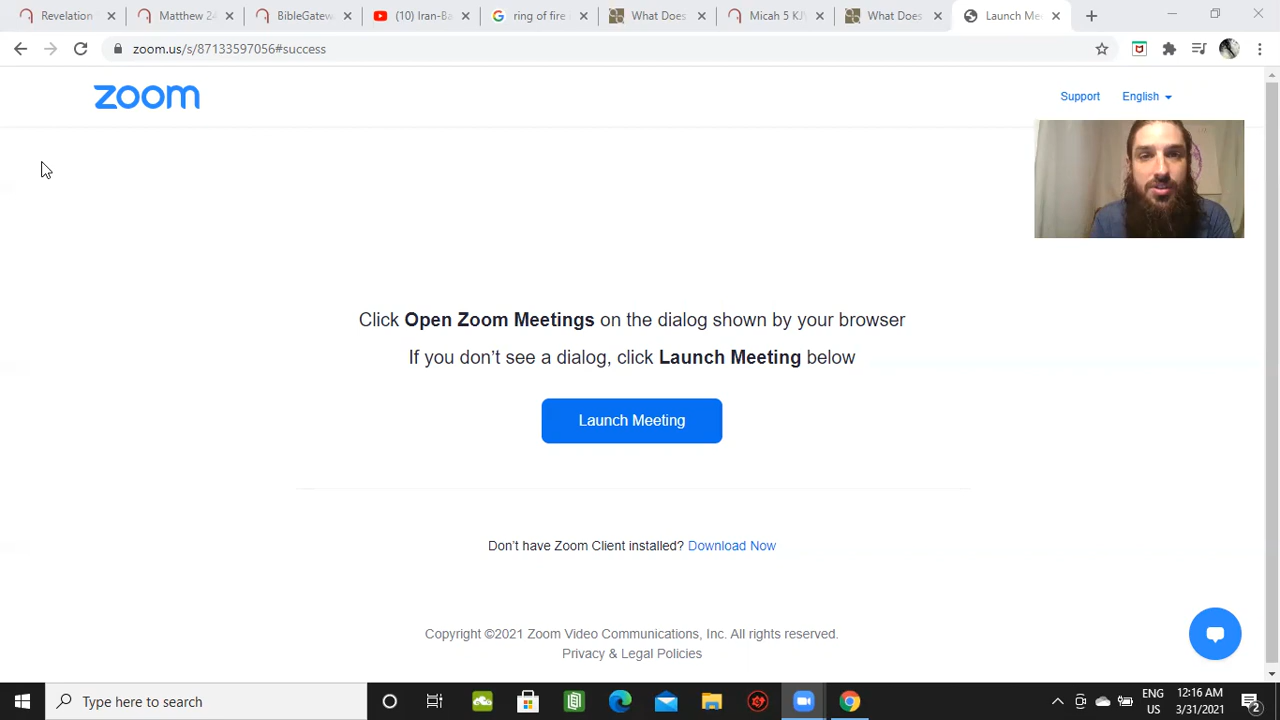 Revelation
Matthew 24
BibleGatew
(10) Iran-Ba
ring of fire
What Does
Micah 5 KJV
What Does
Launch Mee
zoom.us/s/87133597056#success
zoom
Support
English
Click Open Zoom Meetings on the dialog shown by your browser
If you don’t see a dialog, click Launch Meeting below
Launch Meeting
Don’t have Zoom Client installed? Download Now
Copyright ©2021 Zoom Video Communications, Inc. All rights reserved.
Privacy & Legal Policies
Type here to search
ENG
US
12:16 AM
3/31/2021
2